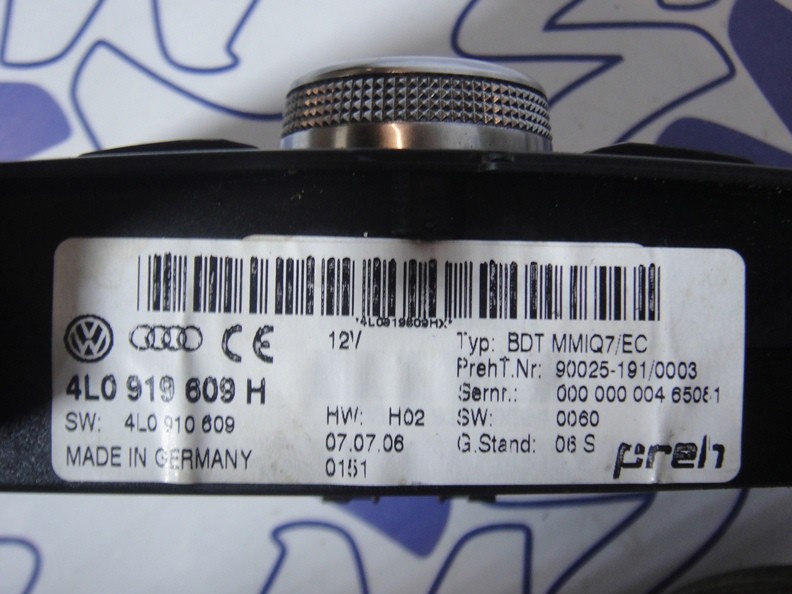 *4L0919609HX*
12V
Typ: BDT MMIQ7/EC
PrehT.Nr: 90025-191/0003
4L0 919 609 H
Sernr.: 000 000 004 65081
SW: 4L0 910 609
HW: H02
SW: 0060
07.07.06
G.Stand: 06 S
MADE IN GERMANY
0151
preh